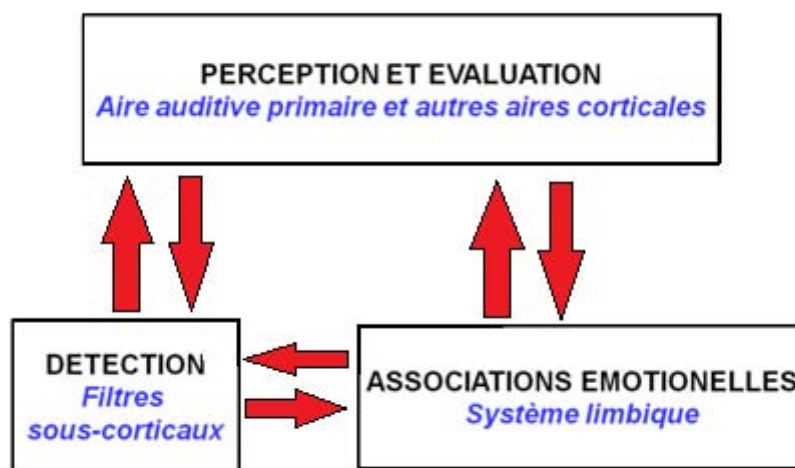 PERCEPTION ET EVALUATION
Aire auditive primaire et autres aires corticales
DETECTION
Filtres
sous-corticaux
ASSOCIATIONS EMOTIONELLES
Système limbique